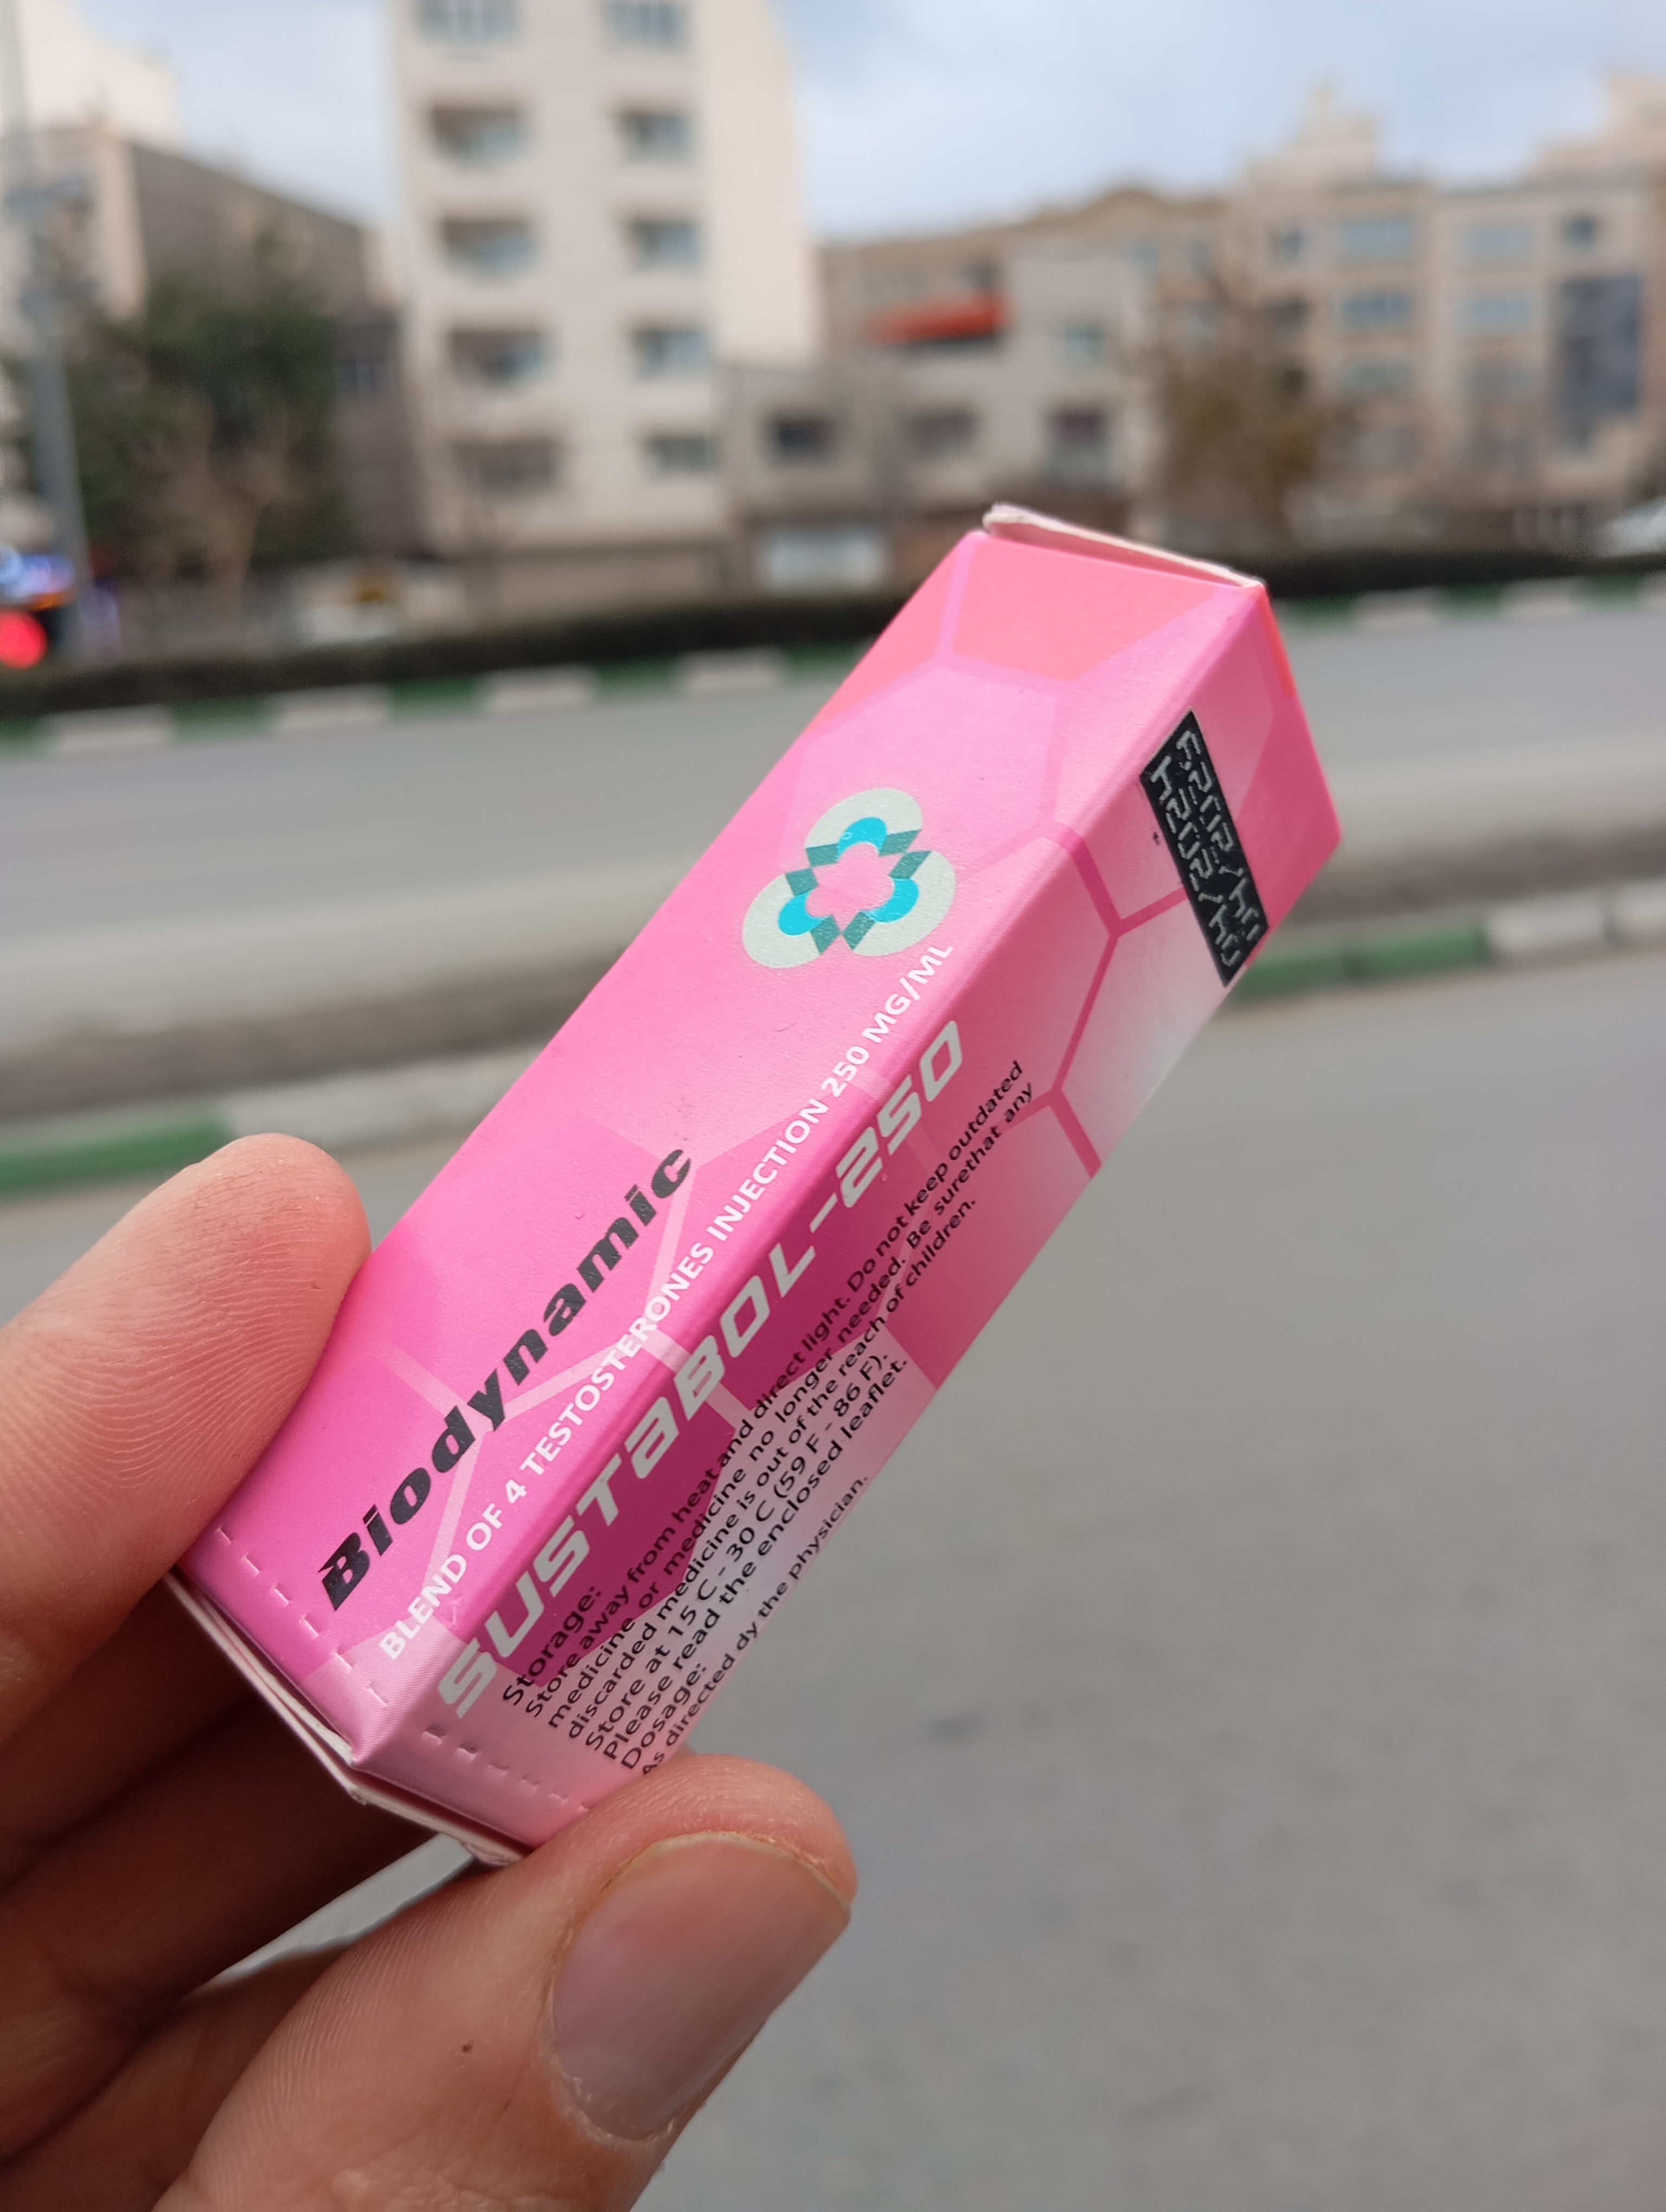 Biodynamic
BLEND OF 4 TESTOSTERONES INJECTION 250 MG/ML
SUSTaBOL-250
Storage:
Store away from heat and direct light. Do not keep outdated
medicine or medicine no longer needed. Be surethat any
discarded medicine is out of the reach of children.
Store at 15 C - 30 C (59 F - 86 F).
Please read the enclosed leaflet.
Dosage:
As directed dy the physician.